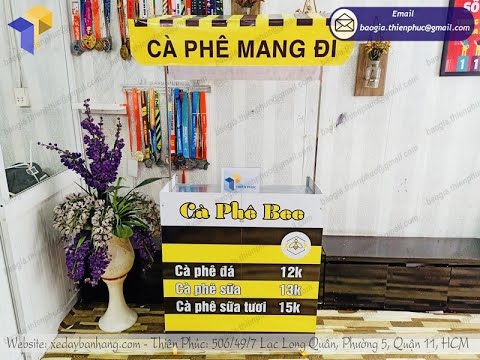 Email
baogia.thienphuc@gmail.com
CÀ PHÊ MANG ĐI
THIÊN PHÚC
Cà Phê Bee
Cà phê đá 12k
Cà phê sữa 13k
Cà phê sữa tươi 15k
Website: xedaybanhang.com - Thiên Phúc: 506/49/7 Lạc Long Quân, Phường 5, Quận 11, HCM